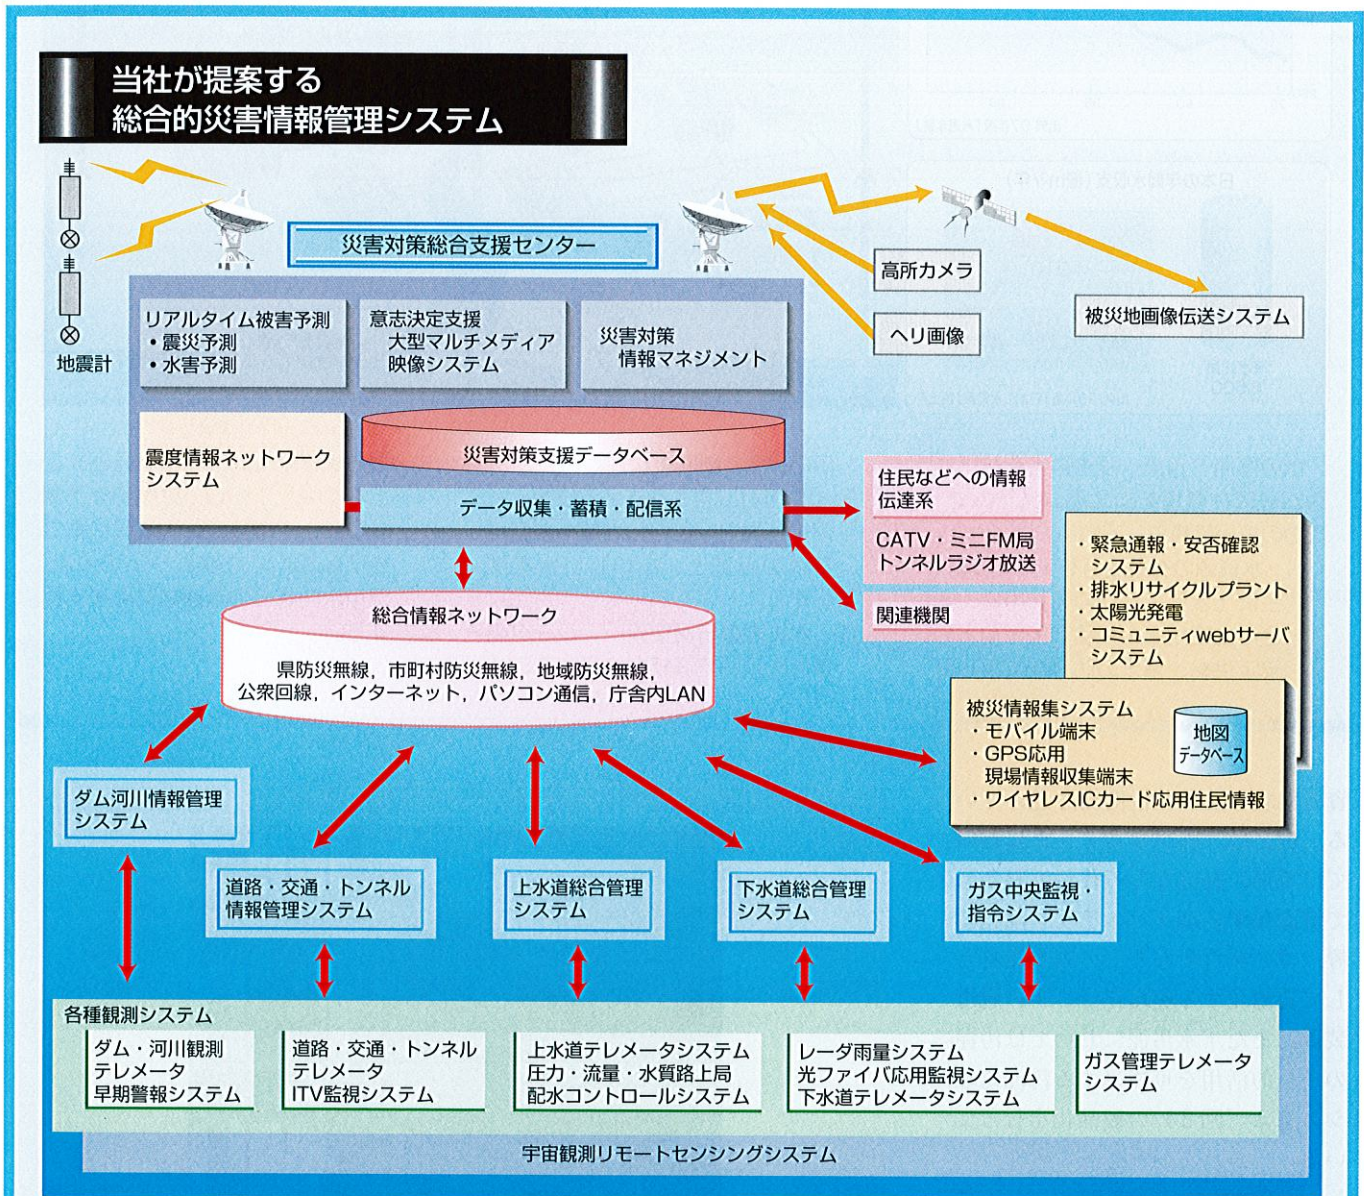 当社が提案する
総合的災害情報管理システム
災害対策総合支援センター
高所カメラ
ヘリ画像
被災地画像伝送システム
地震計
リアルタイム被害予測
・震災予測
・水害予測
意志決定支援
大型マルチメディア
映像システム
災害対策
情報マネジメント
震度情報ネットワーク
システム
災害対策支援データベース
データ収集・蓄積・配信系
住民などへの情報
伝達系
CATV・ミニFM局
トンネルラジオ放送
関連機関
・緊急通報・安否確認
システム
・排水リサイクルプラント
・太陽光発電
・コミュニティwebサーバ
システム
総合情報ネットワーク
県防災無線，市町村防災無線，地域防災無線，
公衆回線，インターネット，パソコン通信，庁舎内LAN
被災情報集システム
・モバイル端末
・GPS応用
現場情報収集端末
・ワイヤレスICカード応用住民情報
地図
データベース
ダム河川情報管理
システム
道路・交通・トンネル
情報管理システム
上水道総合管理
システム
下水道総合管理
システム
ガス中央監視・
指令システム
各種観測システム
ダム・河川観測
テレメータ
早期警報システム
道路・交通・トンネル
テレメータ
ITV監視システム
上水道テレメータシステム
圧力・流量・水質路上局
配水コントロールシステム
レーダ雨量システム
光ファイバ応用監視システム
下水道テレメータシステム
ガス管理テレメータ
システム
宇宙観測リモートセンシングシステム